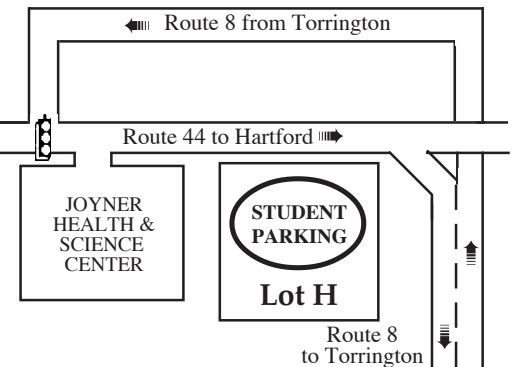 Route 8 from Torrington
Route 44 to Hartford
JOYNER
HEALTH &
SCIENCE
CENTER
STUDENT
PARKING
Lot H
Route 8
to Torrington